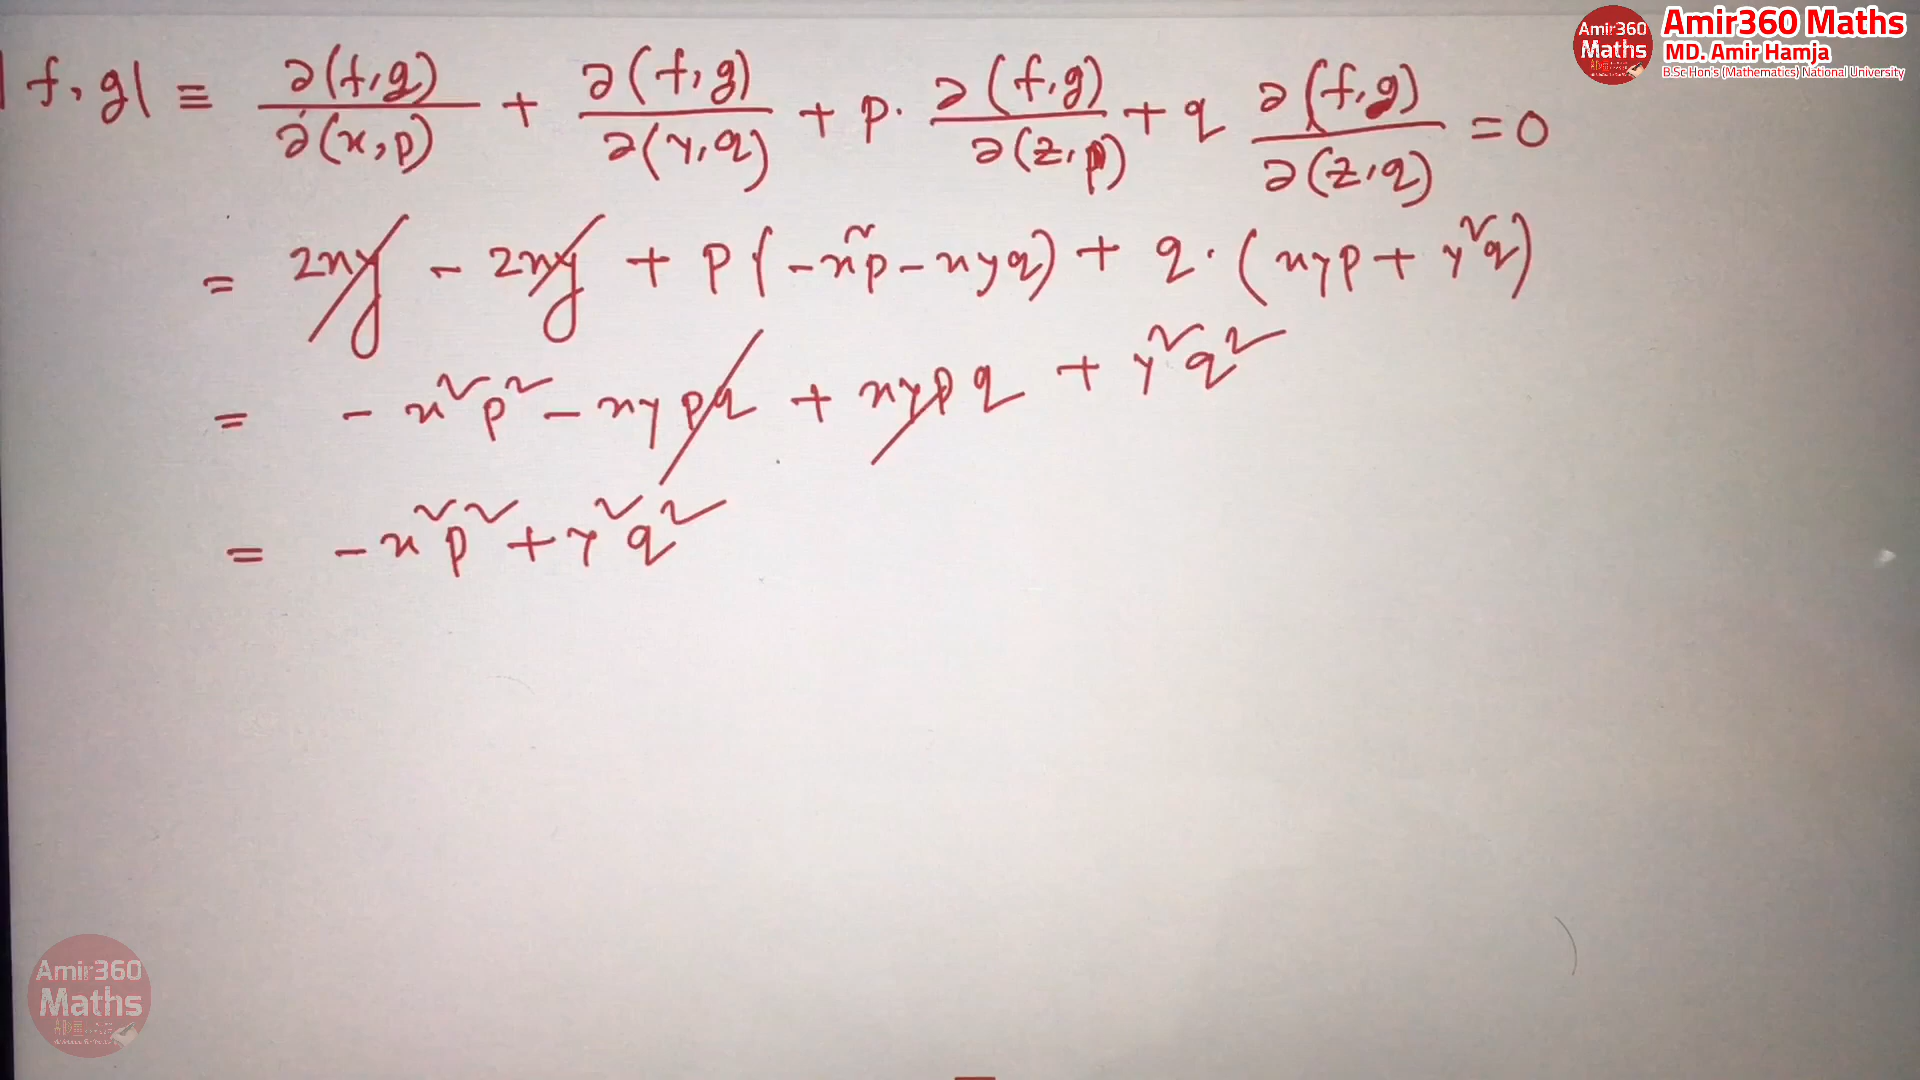 Amir360 Maths
Amir360 Maths
MD. Amir Hamja
B.Sc Hon's (Mathematics) National University
[f,g] ≡ ∂(f,g)/∂(x,p) + ∂(f,g)/∂(y,q) + p. ∂(f,g)/∂(z,p) + q ∂(f,g)/∂(z,q) = 0
= 2xy - 2xy + p(-x²p - xyq) + q.(xyp + y²q)
= -x²p² - xypq + xypq + y²q²
= -x²p² + y²q²
Amir360
Maths